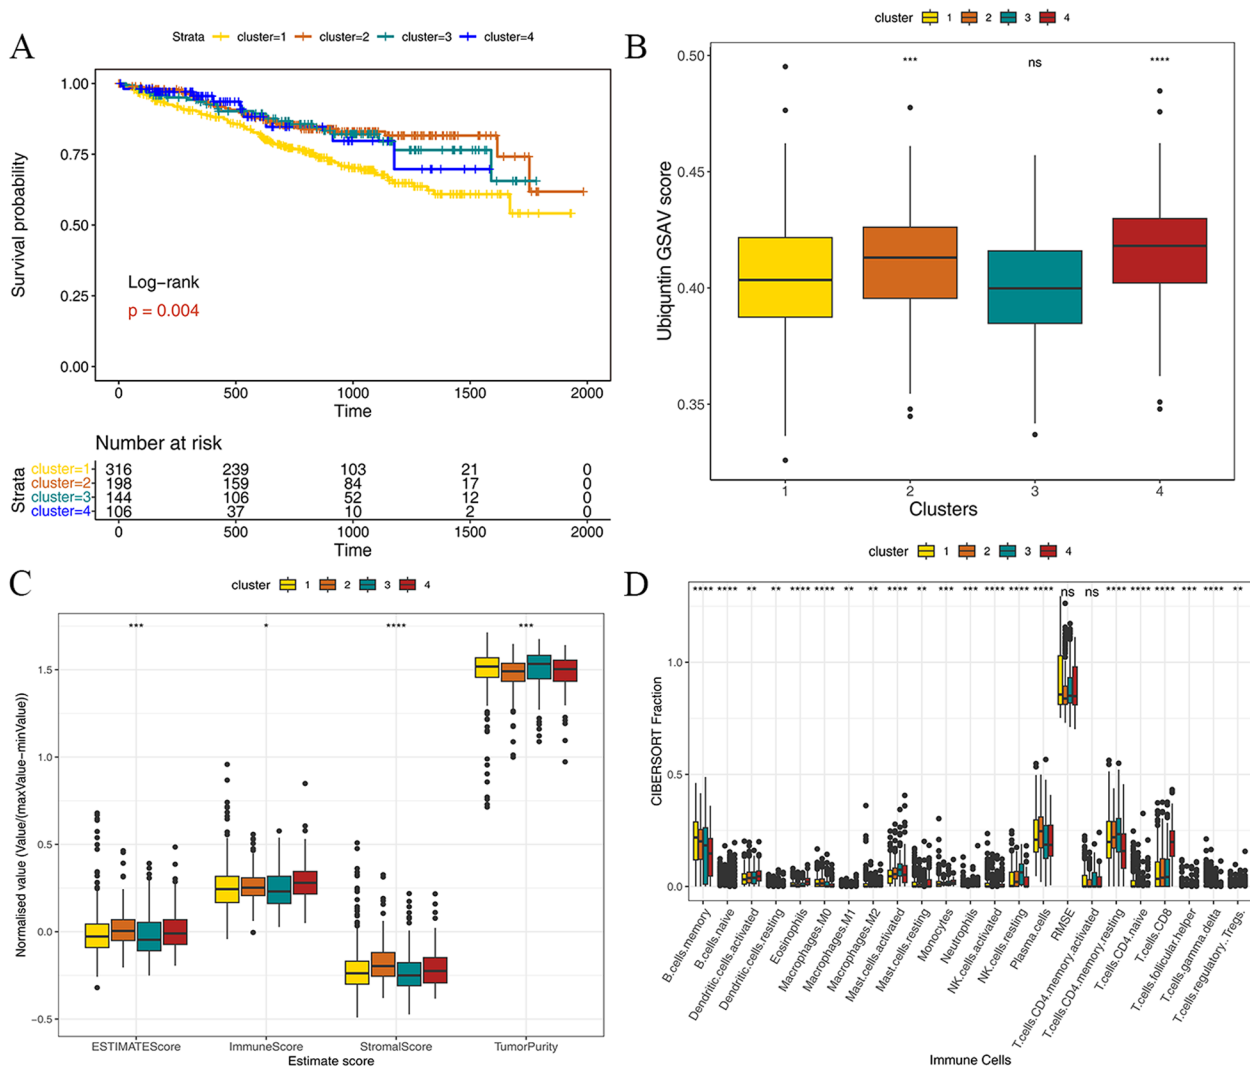 A
Strata cluster=1 cluster=2 cluster=3 cluster=4
Survival probability
1.00
0.75
0.50
0.25
0.00
Log-rank
p = 0.004
0 500 1000 1500 2000
Time
Number at risk
Strata
cluster=1 316 239 103 21 0
cluster=2 198 159 84 17 0
cluster=3 144 106 52 12 0
cluster=4 106 37 10 2 0
0 500 1000 1500 2000
Time
B
cluster 1 2 3 4
Ubiquntin GSAV score
0.50
0.45
0.40
0.35
*** ns ****
1 2 3 4
Clusters
C
cluster 1 2 3 4
Normalised value (Value/(maxValue-minValue))
*** * **** ***
1.5
1.0
0.5
0.0
-0.5
ESTIMATEScore ImmuneScore StromalScore TumorPurity
Estimate score
D
cluster 1 2 3 4
CIBERSORT Fraction
**** **** ** ** **** **** ** ** **** ** *** *** **** **** **** ns ns **** **** **** *** **** **
1.0
0.5
0.0
B.cells.memory
B.cells.naive
Dendritic.cells.activated
Dendritic.cells.resting
Eosinophils
Macrophages.M0
Macrophages.M1
Macrophages.M2
Mast.cells.activated
Mast.cells.resting
Monocytes
Neutrophils
NK.cells.activated
NK.cells.resting
Plasma.cells
RMSE
T.cells.CD4.memory.activated
T.cells.CD4.memory.resting
T.cells.CD4.naive
T.cells.CD8
T.cells.follicular.helper
T.cells.gamma.delta
T.cells.regulatory..Tregs.
Immune Cells